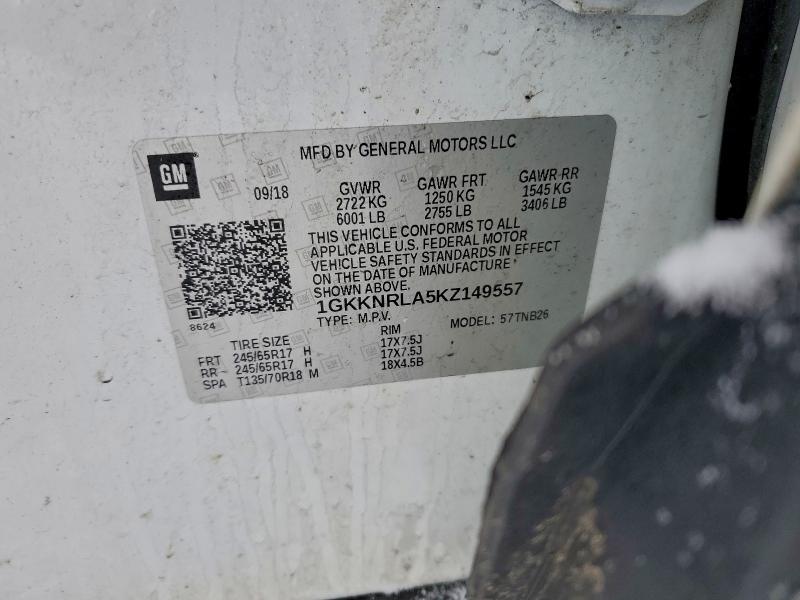 MFD BY GENERAL MOTORS LLC
GM
09/18 GVWR GAWR FRT GAWR RR
2722 KG 1250 KG 1545 KG
6001 LB 2755 LB 3406 LB
THIS VEHICLE CONFORMS TO ALL
APPLICABLE U.S. FEDERAL MOTOR
VEHICLE SAFETY STANDARDS IN EFFECT
ON THE DATE OF MANUFACTURE
SHOWN ABOVE.
1GKKNRLA5KZ149557
8624
TYPE: M.P.V. MODEL: 57TNB26
TIRE SIZE RIM
FRT 245/65R17 H 17X7.5J
RR~ 245/65R17 H 17X7.5J
SPA T135/70R18 M 18X4.5B